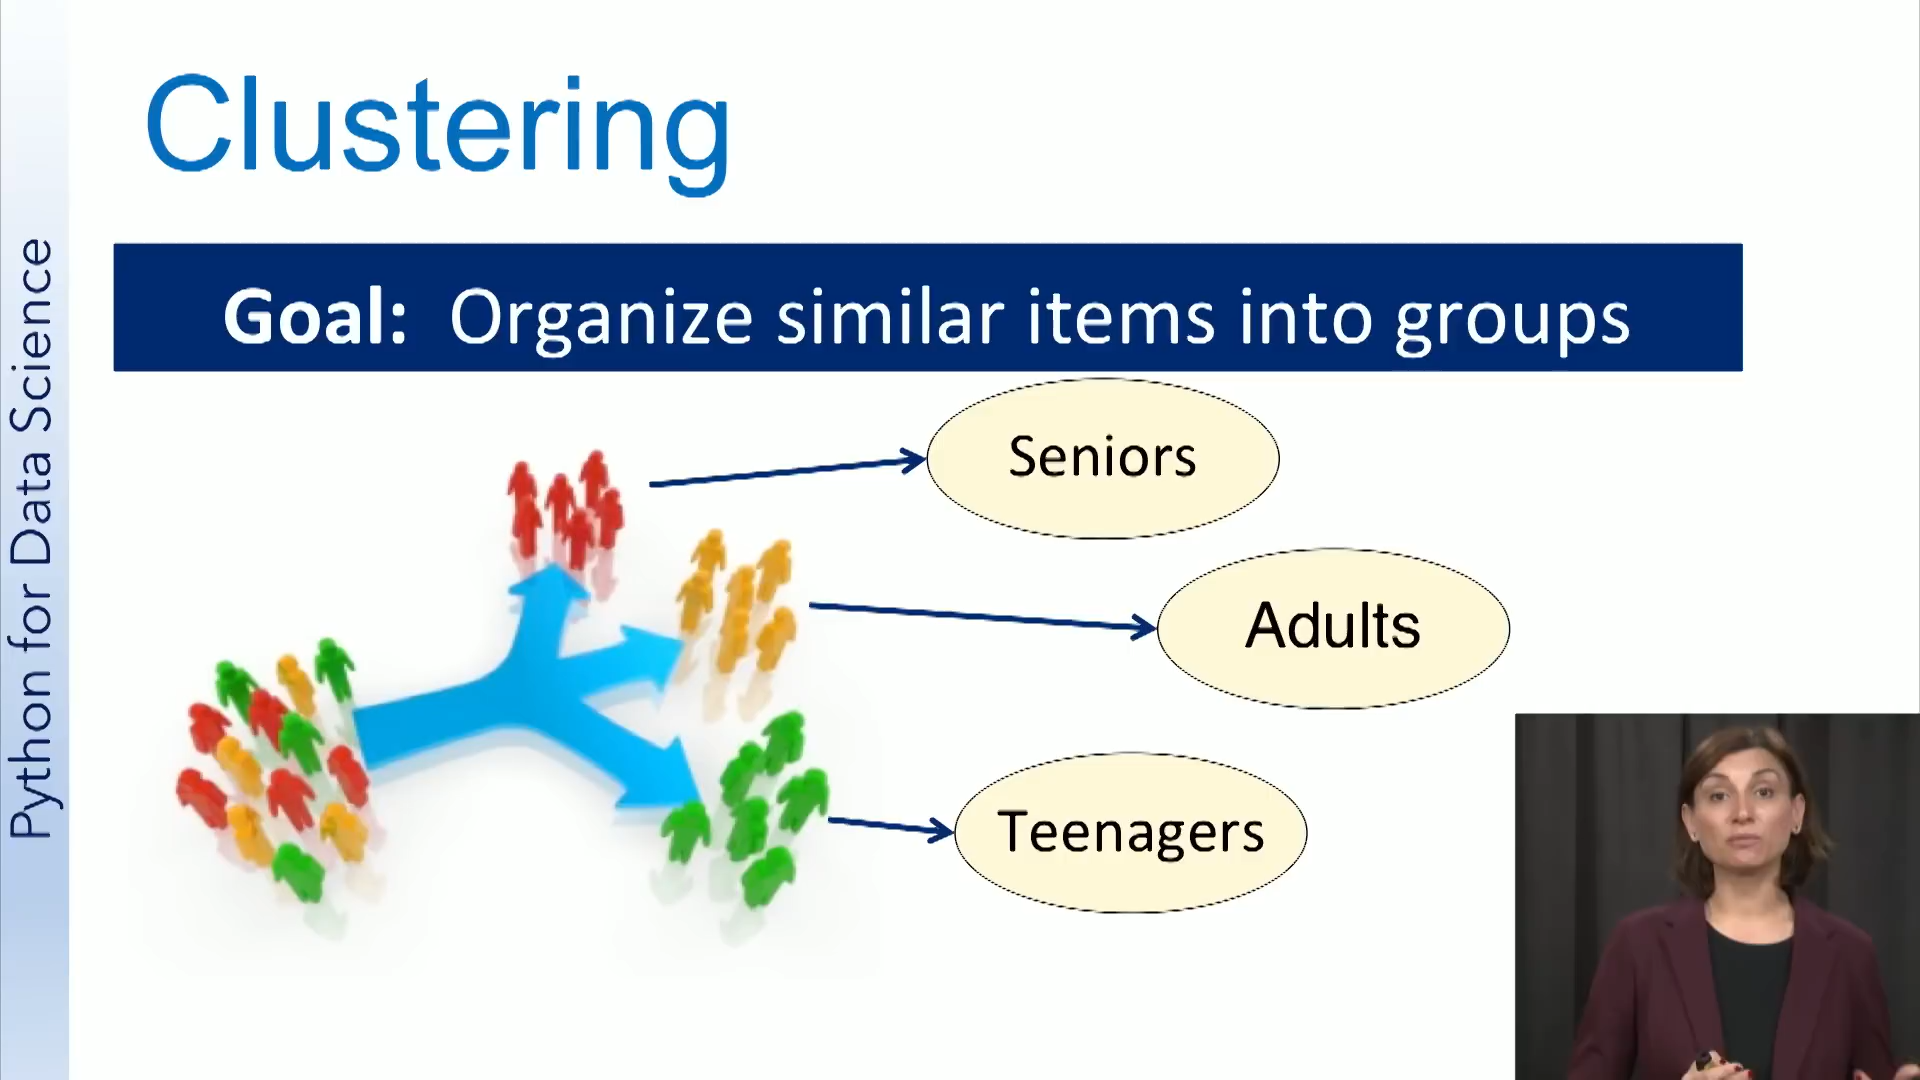 Clustering
Python for Data Science
Goal: Organize similar items into groups
Seniors
Adults
Teenagers